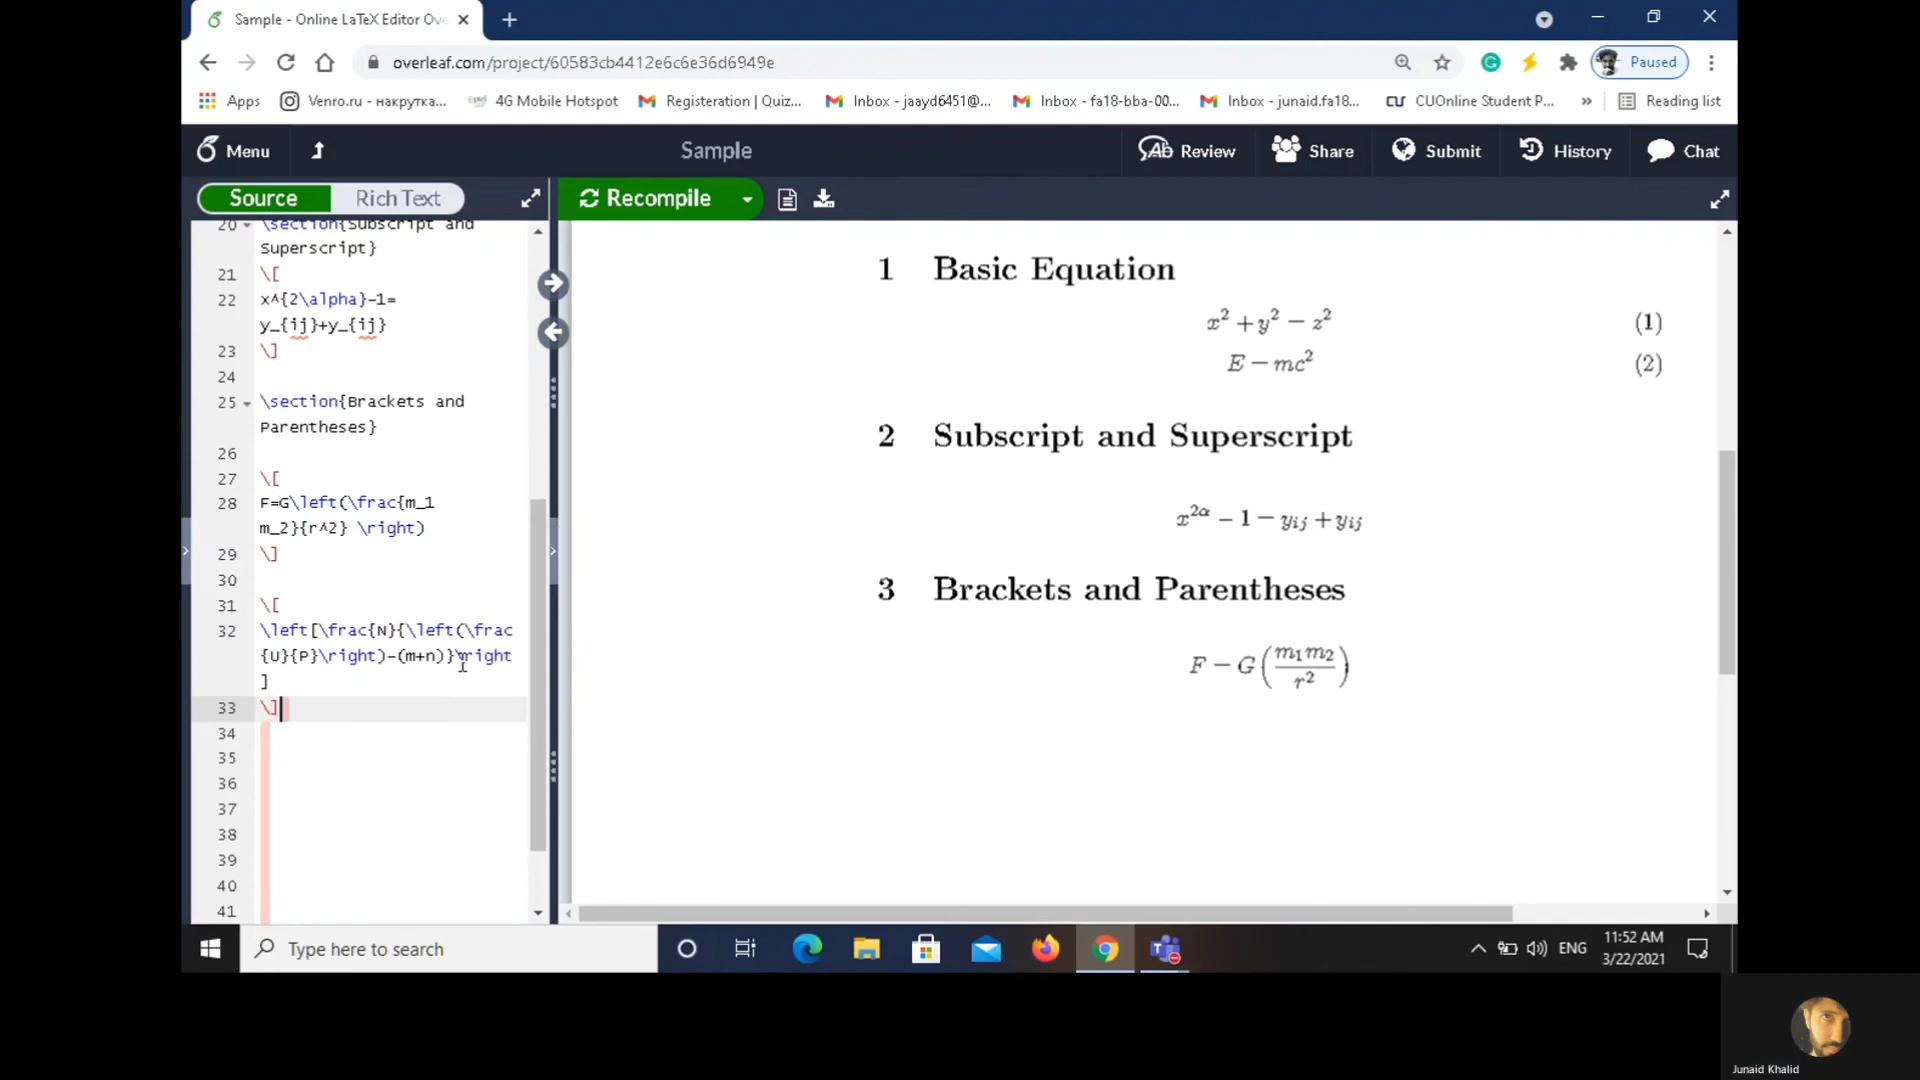 Sample - Online LaTeX Editor Ove
overleaf.com/project/60583cb4412e6c6e36d6949e
Paused
Apps
Venro.ru - накрутка...
4G Mobile Hotspot
Registeration | Quiz...
Inbox - jaayd6451@...
Inbox - fa18-bba-00...
Inbox - junaid.fa18...
CU CUOnline Student P...
»
Reading list
Menu
Sample
Review
Share
Submit
History
Chat
Source
Rich Text
Recompile
20 \section{Subscript and
Superscript}
21 \[
22 x^{2\alpha}-1=
y_{ij}+y_{ij}
23 \]
24
25 \section{Brackets and
Parentheses}
26
27 \[
28 F=G\left(\frac{m_1
m_2}{r^2} \right)
29 \]
30
31 \[
32 \left[\frac{N}{\left(\frac
{U}{P}\right)-(m+n)}\right
]
33 \]
34
35
36
37
38
39
40
41
1 Basic Equation
x² + y² − z² (1)
E − mc² (2)
2 Subscript and Superscript
x^{2α} − 1 − y_{ij} + y_{ij}
3 Brackets and Parentheses
F − G(m₁m₂/r²)
Type here to search
ENG
11:52 AM
3/22/2021
Junaid Khalid